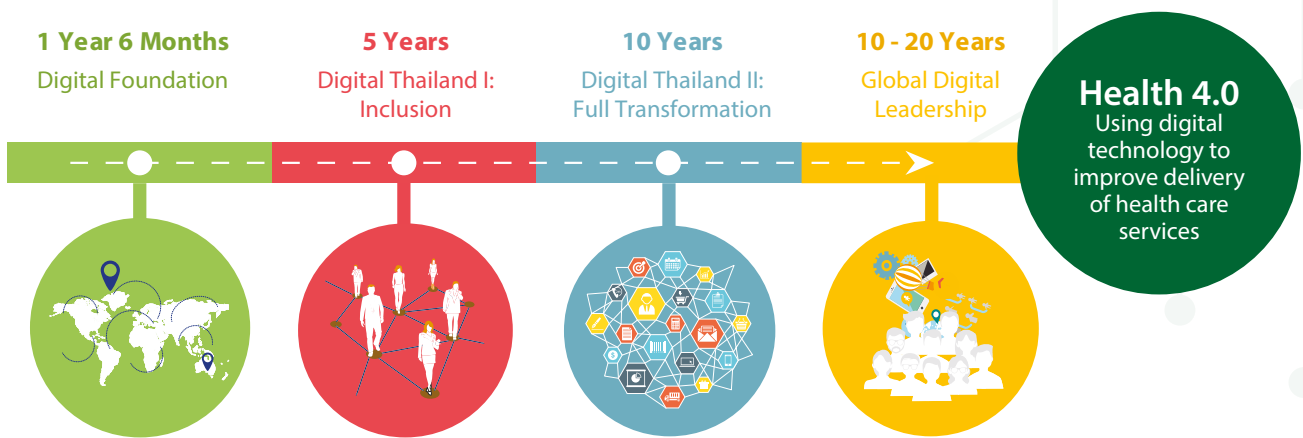 1 Year 6 Months
Digital Foundation
5 Years
Digital Thailand I:
Inclusion
10 Years
Digital Thailand II:
Full Transformation
10 - 20 Years
Global Digital
Leadership
Health 4.0
Using digital
technology to
improve delivery
of health care
services